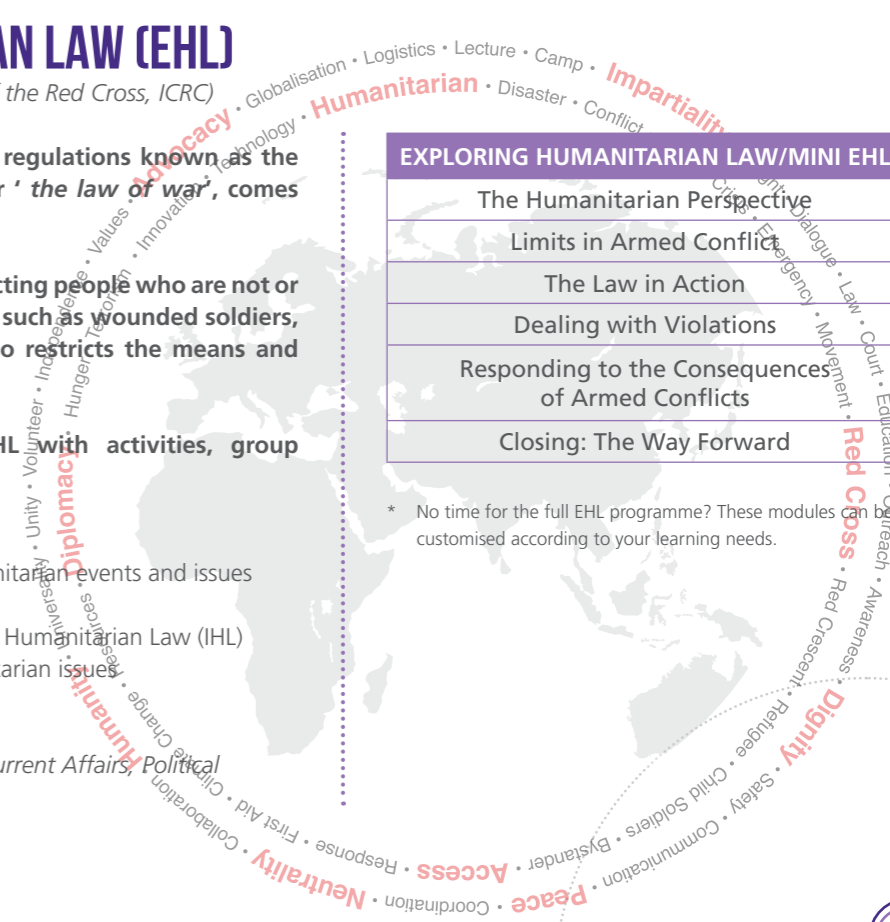 AN LAW (EHL)
the Red Cross, ICRC)
regulations known as the
‘ the law of war’, comes
people who are not or
such as wounded soldiers,
restricts the means and
EHL with activities, group
events and issues
Humanitarian Law (IHL)
issues
Current Affairs, Political
EXPLORING HUMANITARIAN LAW/MINI EHL
The Humanitarian Perspective
Limits in Armed Conflict
The Law in Action
Dealing with Violations
Responding to the Consequences
of Armed Conflicts
Closing: The Way Forward
* No time for the full EHL programme? These modules can be
customised according to your learning needs.
Universality • Unity • Volunteer • Independence • Values • Advocacy • Globalisation • Logistics • Lecture • Camp • Impartiality
Dialogue • Law • Court • Education • Outreach • Awareness • Dignity • Safety • Communication • Peace • Coordination • Neutrality • Collaboration • Humanity
Resources • Diplomacy • Hunger • Terrorism • Innovation • Technology • Humanitarian • Disaster • Conflict
Crisis • Emergency • Movement • Red Cross • Red Crescent • Refugee • Child Soldiers • Bystander • Access • Response • First Aid • Climate Change